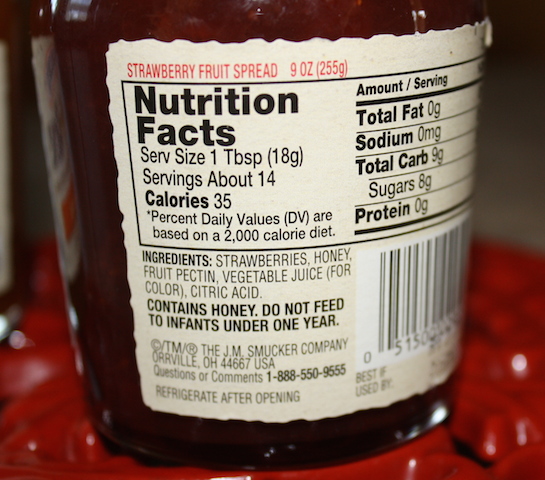 STRAWBERRY FRUIT SPREAD 9 OZ (255g)
Nutrition
Facts
Serv Size 1 Tbsp (18g)
Servings About 14
Calories 35
*Percent Daily Values (DV) are
based on a 2,000 calorie diet.
Amount / Serving
Total Fat 0g
Sodium 0mg
Total Carb 9g
Sugars 8g
Protein 0g
INGREDIENTS: STRAWBERRIES, HONEY,
FRUIT PECTIN, VEGETABLE JUICE (FOR
COLOR), CITRIC ACID.
CONTAINS HONEY. DO NOT FEED
TO INFANTS UNDER ONE YEAR.
©/TM/® THE J.M. SMUCKER COMPANY
ORRVILLE, OH 44667 USA
Questions or Comments 1-888-550-9555
REFRIGERATE AFTER OPENING
0
BEST IF
USED BY: